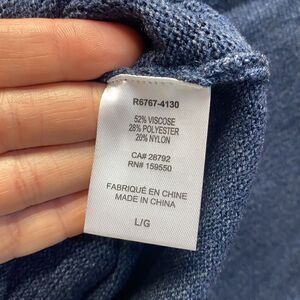 R6767-4130
52% VISCOSE
28% POLYESTER
20% NYLON
CA# 28792
RN# 159550
FABRIQUÉ EN CHINE
MADE IN CHINA
L/G